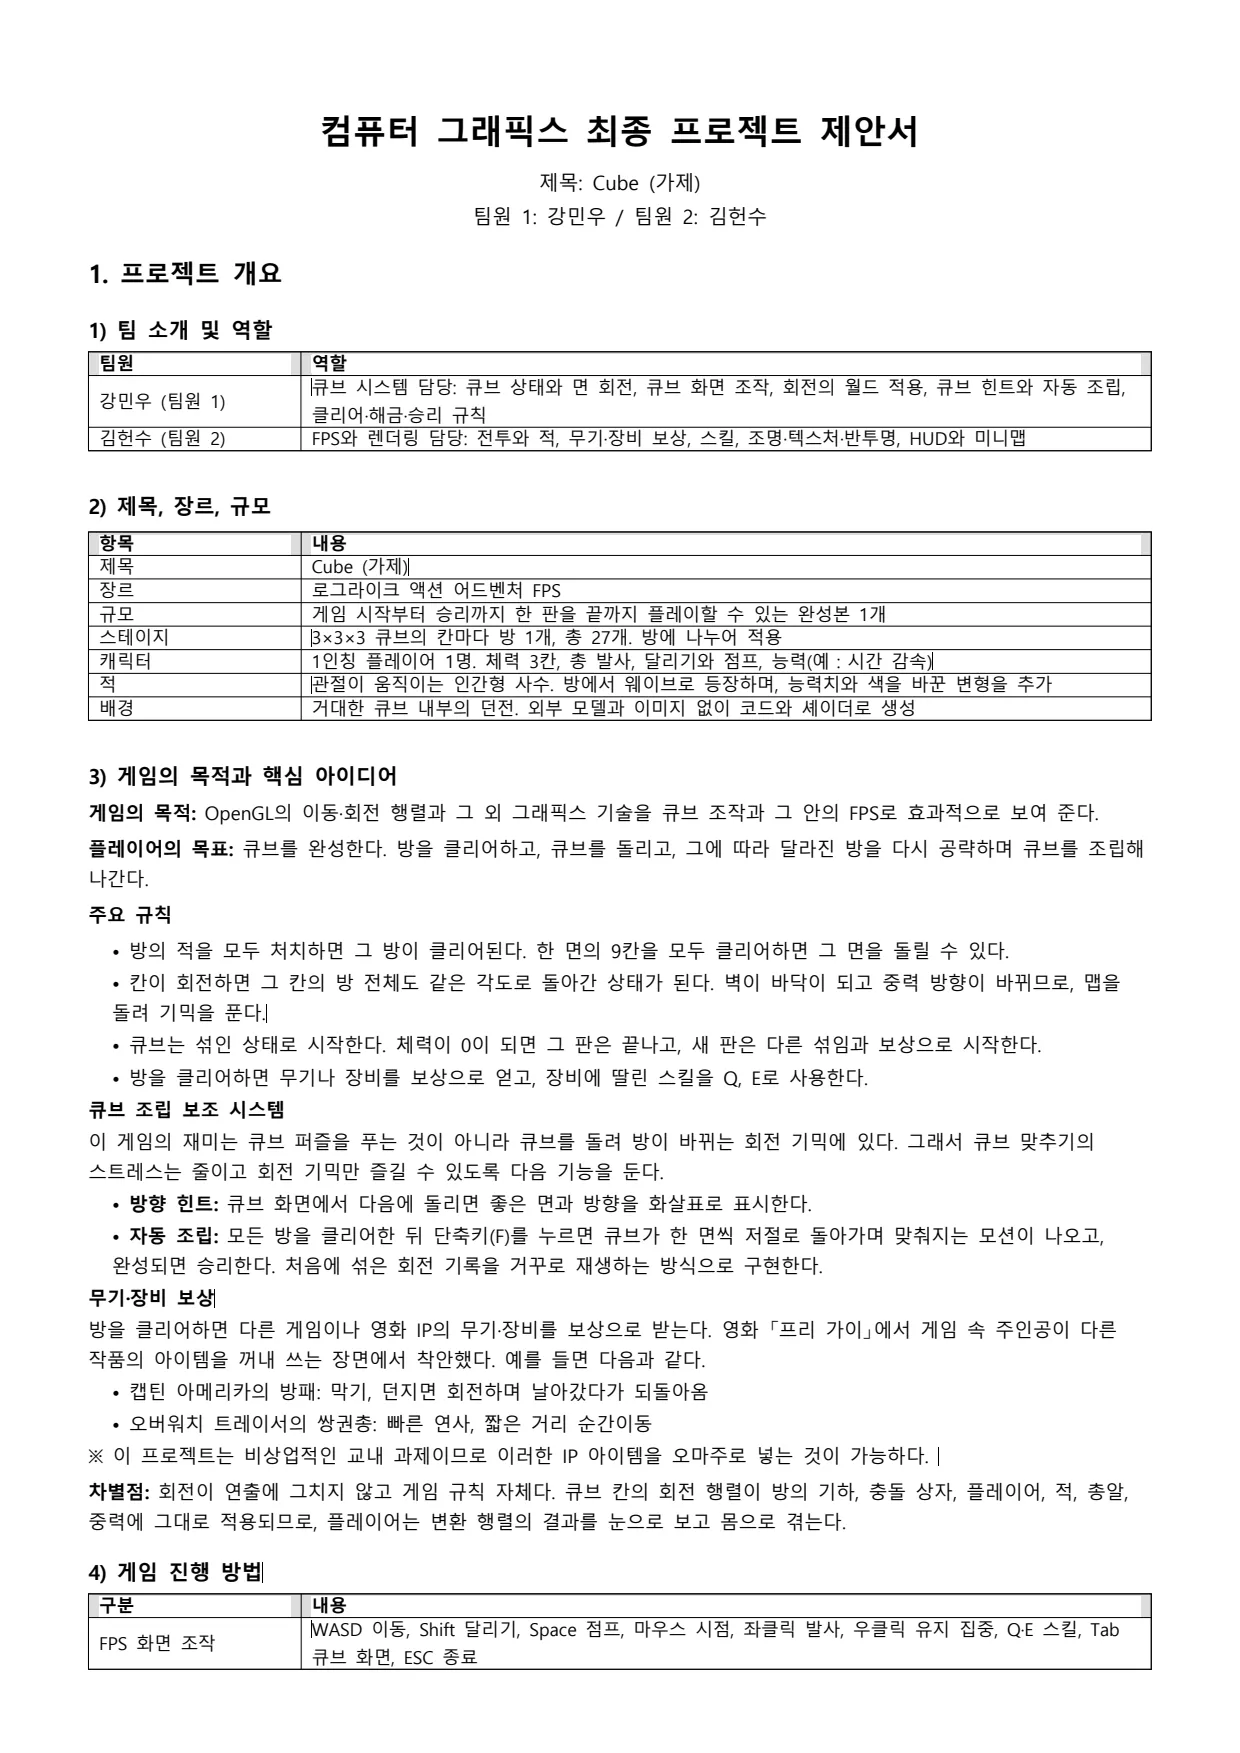 컴퓨터 그래픽스 최종 프로젝트 제안서
제목: Cube (가제)
팀원 1: 강민우 / 팀원 2: 김헌수
1. 프로젝트 개요
1) 팀 소개 및 역할
팀원 역할
강민우 (팀원 1) 큐브 시스템 담당: 큐브 상태와 면 회전, 큐브 화면 조작, 회전의 월드 적용, 큐브 힌트와 자동 조립,
클리어·해금·승리 규칙
김헌수 (팀원 2) FPS와 렌더링 담당: 전투와 적, 무기·장비 보상, 스킬, 조명·텍스처·반투명, HUD와 미니맵
2) 제목, 장르, 규모
항목 내용
제목 Cube (가제)
장르 로그라이크 액션 어드벤처 FPS
규모 게임 시작부터 승리까지 한 판을 끝까지 플레이할 수 있는 완성본 1개
스테이지 3×3×3 큐브의 칸마다 방 1개, 총 27개. 방에 나누어 적용
캐릭터 1인칭 플레이어 1명. 체력 3칸, 총 발사, 달리기와 점프, 능력(예 : 시간 감속)
적 관절이 움직이는 인간형 사수. 방에서 웨이브로 등장하며, 능력치와 색을 바꾼 변형을 추가
배경 거대한 큐브 내부의 던전. 외부 모델과 이미지 없이 코드와 셰이더로 생성
3) 게임의 목적과 핵심 아이디어
게임의 목적: OpenGL의 이동·회전 행렬과 그 외 그래픽스 기술을 큐브 조작과 그 안의 FPS로 효과적으로 보여 준다.
플레이어의 목표: 큐브를 완성한다. 방을 클리어하고, 큐브를 돌리고, 그에 따라 달라진 방을 다시 공략하며 큐브를 조립해
나간다.
주요 규칙
• 방의 적을 모두 처치하면 그 방이 클리어된다. 한 면의 9칸을 모두 클리어하면 그 면을 돌릴 수 있다.
• 칸이 회전하면 그 칸의 방 전체도 같은 각도로 돌아간 상태가 된다. 벽이 바닥이 되고 중력 방향이 바뀌므로, 맵을
돌려 기믹을 푼다.
• 큐브는 섞인 상태로 시작한다. 체력이 0이 되면 그 판은 끝나고, 새 판은 다른 섞임과 보상으로 시작한다.
• 방을 클리어하면 무기나 장비를 보상으로 얻고, 장비에 딸린 스킬을 Q, E로 사용한다.
큐브 조립 보조 시스템
이 게임의 재미는 큐브 퍼즐을 푸는 것이 아니라 큐브를 돌려 방이 바뀌는 회전 기믹에 있다. 그래서 큐브 맞추기의
스트레스는 줄이고 회전 기믹만 즐길 수 있도록 다음 기능을 둔다.
• 방향 힌트: 큐브 화면에서 다음에 돌리면 좋은 면과 방향을 화살표로 표시한다.
• 자동 조립: 모든 방을 클리어한 뒤 단축키(F)를 누르면 큐브가 한 면씩 저절로 돌아가며 맞춰지는 모션이 나오고,
완성되면 승리한다. 처음에 섞은 회전 기록을 거꾸로 재생하는 방식으로 구현한다.
무기·장비 보상
방을 클리어하면 다른 게임이나 영화 IP의 무기·장비를 보상으로 받는다. 영화 「프리 가이」에서 게임 속 주인공이 다른
작품의 아이템을 꺼내 쓰는 장면에서 착안했다. 예를 들면 다음과 같다.
• 캡틴 아메리카의 방패: 막기, 던지면 회전하며 날아갔다가 되돌아옴
• 오버워치 트레이서의 쌍권총: 빠른 연사, 짧은 거리 순간이동
※ 이 프로젝트는 비상업적인 교내 과제이므로 이러한 IP 아이템을 오마주로 넣는 것이 가능하다.
차별점: 회전이 연출에 그치지 않고 게임 규칙 자체다. 큐브 칸의 회전 행렬이 방의 기하, 충돌 상자, 플레이어, 적, 총알,
중력에 그대로 적용되므로, 플레이어는 변환 행렬의 결과를 눈으로 보고 몸으로 겪는다.
4) 게임 진행 방법
구분 내용
FPS 화면 조작 WASD 이동, Shift 달리기, Space 점프, 마우스 시점, 좌클릭 발사, 우클릭 유지 집중, Q·E 스킬, Tab
큐브 화면, ESC 종료